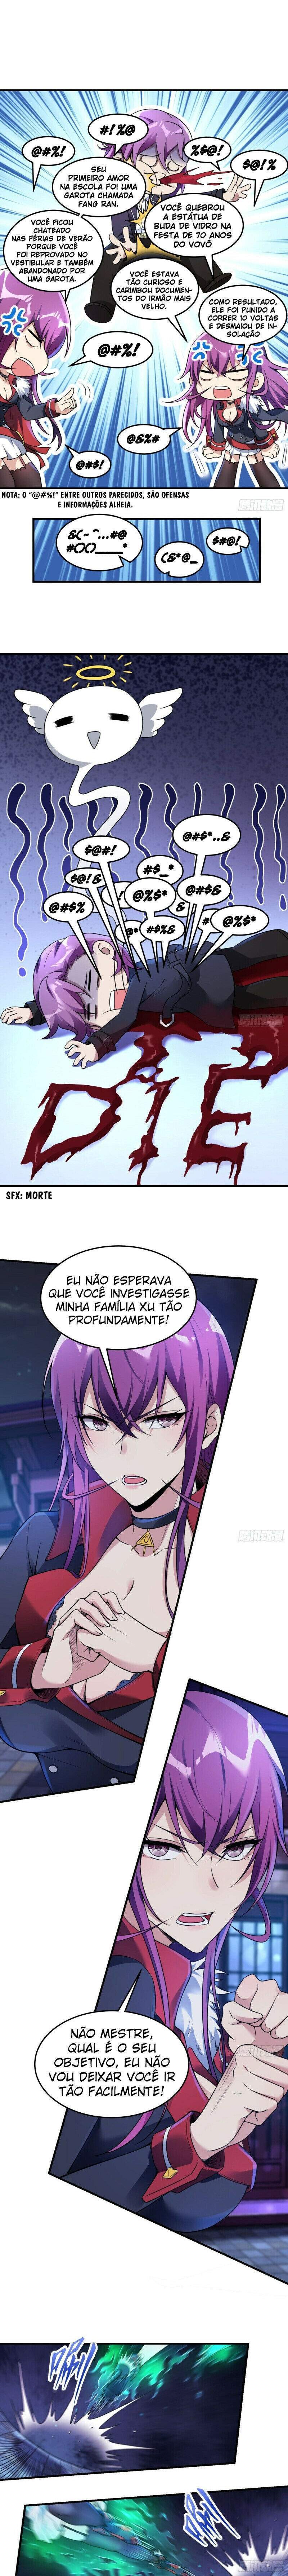 #!%@
@#%!
%$@!
$@!%
SEU
PRIMEIRO AMOR
NA ESCOLA FOI UMA
GAROTA CHAMADA
FANG RAN.
VOCÊ QUEBROU
A ESTÁTUA DE
BUDA DE VIDRO NA
FESTA DE 70 ANOS
DO VOVÔ
VOCÊ FICOU
CHATEADO
NAS FÉRIAS DE VERÃO
PORQUE VOCÊ
FOI REPROVADO NO
VESTIBULAR E TAMBÉM
ABANDONADO POR
UMA GAROTA.
VOCÊ ESTAVA
TÃO CURIOSO E
CARIMBOU DOCUMEN-
TOS DO IRMÃO MAIS
VELHO.
COMO RESULTADO,
ELE FOI PUNIDO A
CORRER 10 VOLTAS
E DESMAIOU DE IN-
SOLAÇÃO
@#%!
@&%#
@#$!
NOTA: O "@#%!" ENTRE OUTROS PARECIDOS, SÃO OFENSAS
E INFORMAÇÕES ALHEIA.
&(~^...#@
#()()_____*
(&*@_
$#@!
@#$*..&
$@#!
#$_*
$@!&
@%$*
@#$&
@#$%
&
@%$*
@*
#$%&
#$
DIE
SFX: MORTE
EU NÃO ESPERAVA
QUE VOCÊ INVESTIGASSE
MINHA FAMÍLIA XU TÃO
PROFUNDAMENTE!
NÃO MESTRE,
QUAL É O SEU
OBJETIVO, EU NÃO
VOU DEIXAR VOCÊ IR
TÃO FACILMENTE!